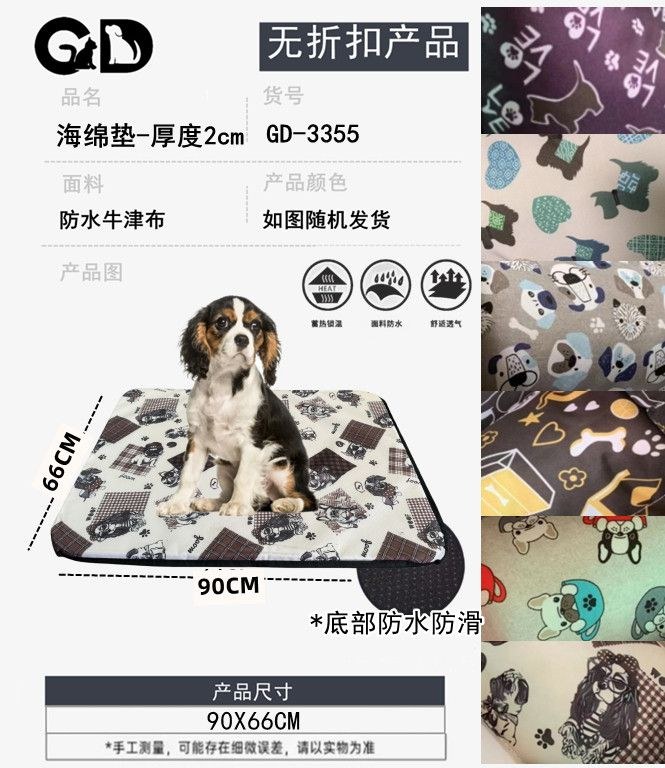 GD
无折扣产品
品名
货号
海绵垫-厚度2cm
GD-3355
面料
产品颜色
防水牛津布
如图随机发货
产品图
HEAT
蓄热锁温
面料防水
舒适透气
66CM
90CM
*底部防水防滑
产品尺寸
90X66CM
*手工测量，可能存在细微误差，请以实物为准